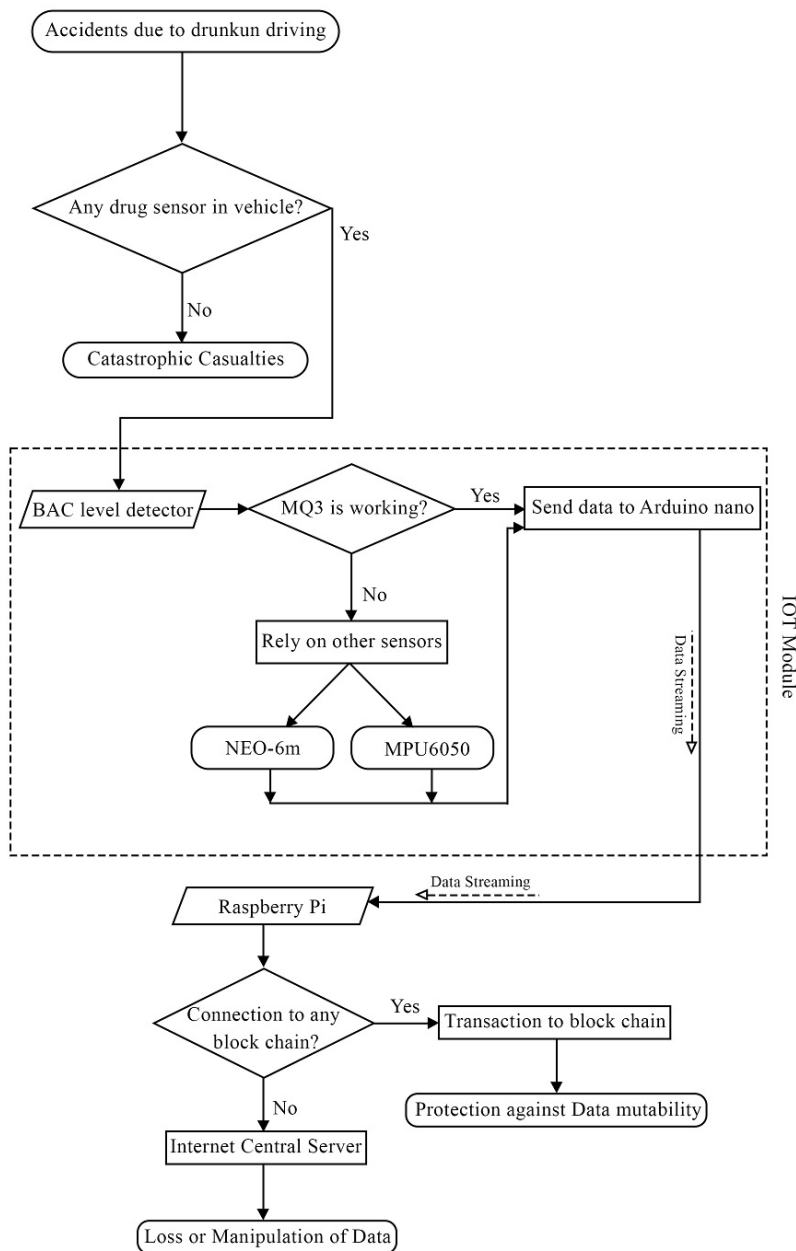 Accidents due to drunkun driving
Any drug sensor in vehicle?
Yes
No
Catastrophic Casualties
BAC level detector
MQ3 is working?
Yes
Send data to Arduino nano
No
Rely on other sensors
NEO-6m
MPU6050
Data Streaming
IOT Module
Data Streaming
Raspberry Pi
Connection to any
block chain?
Yes
Transaction to block chain
Protection against Data mutability
No
Internet Central Server
Loss or Manipulation of Data